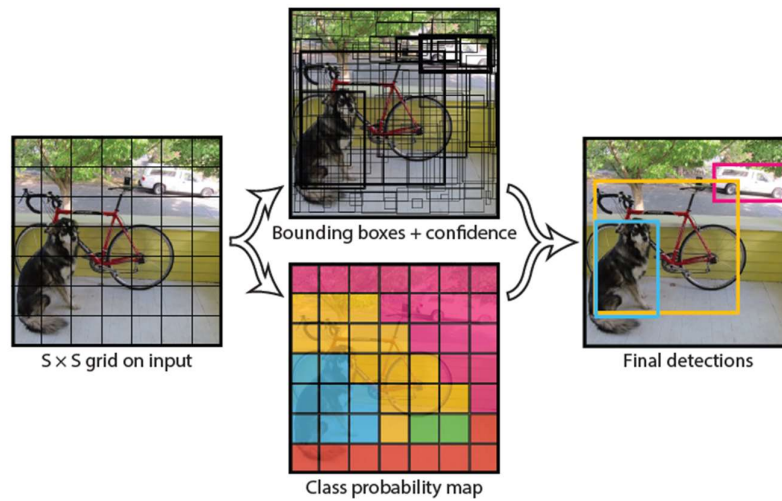 Bounding boxes + confidence
S × S grid on input
Final detections
Class probability map